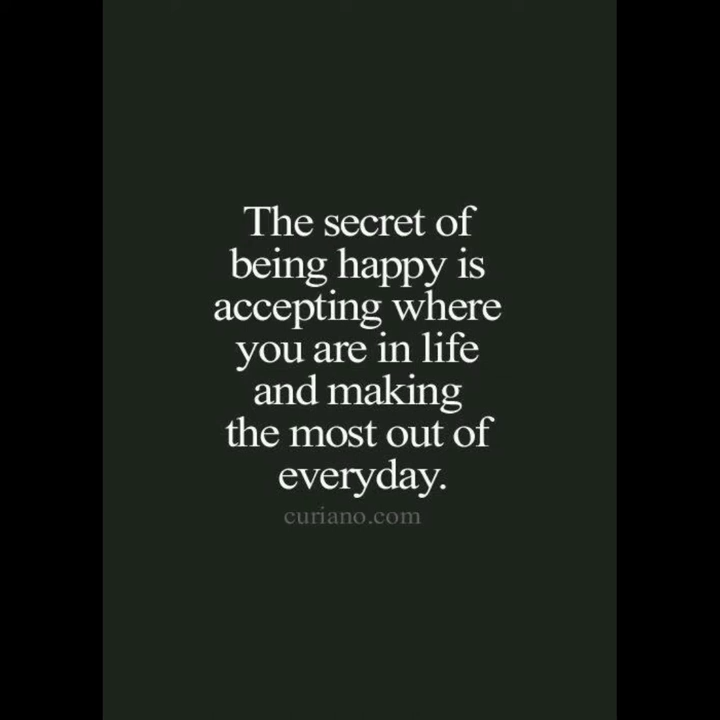 The secret of
being happy is
accepting where
you are in life
and making
the most out of
everyday.
curiano.com